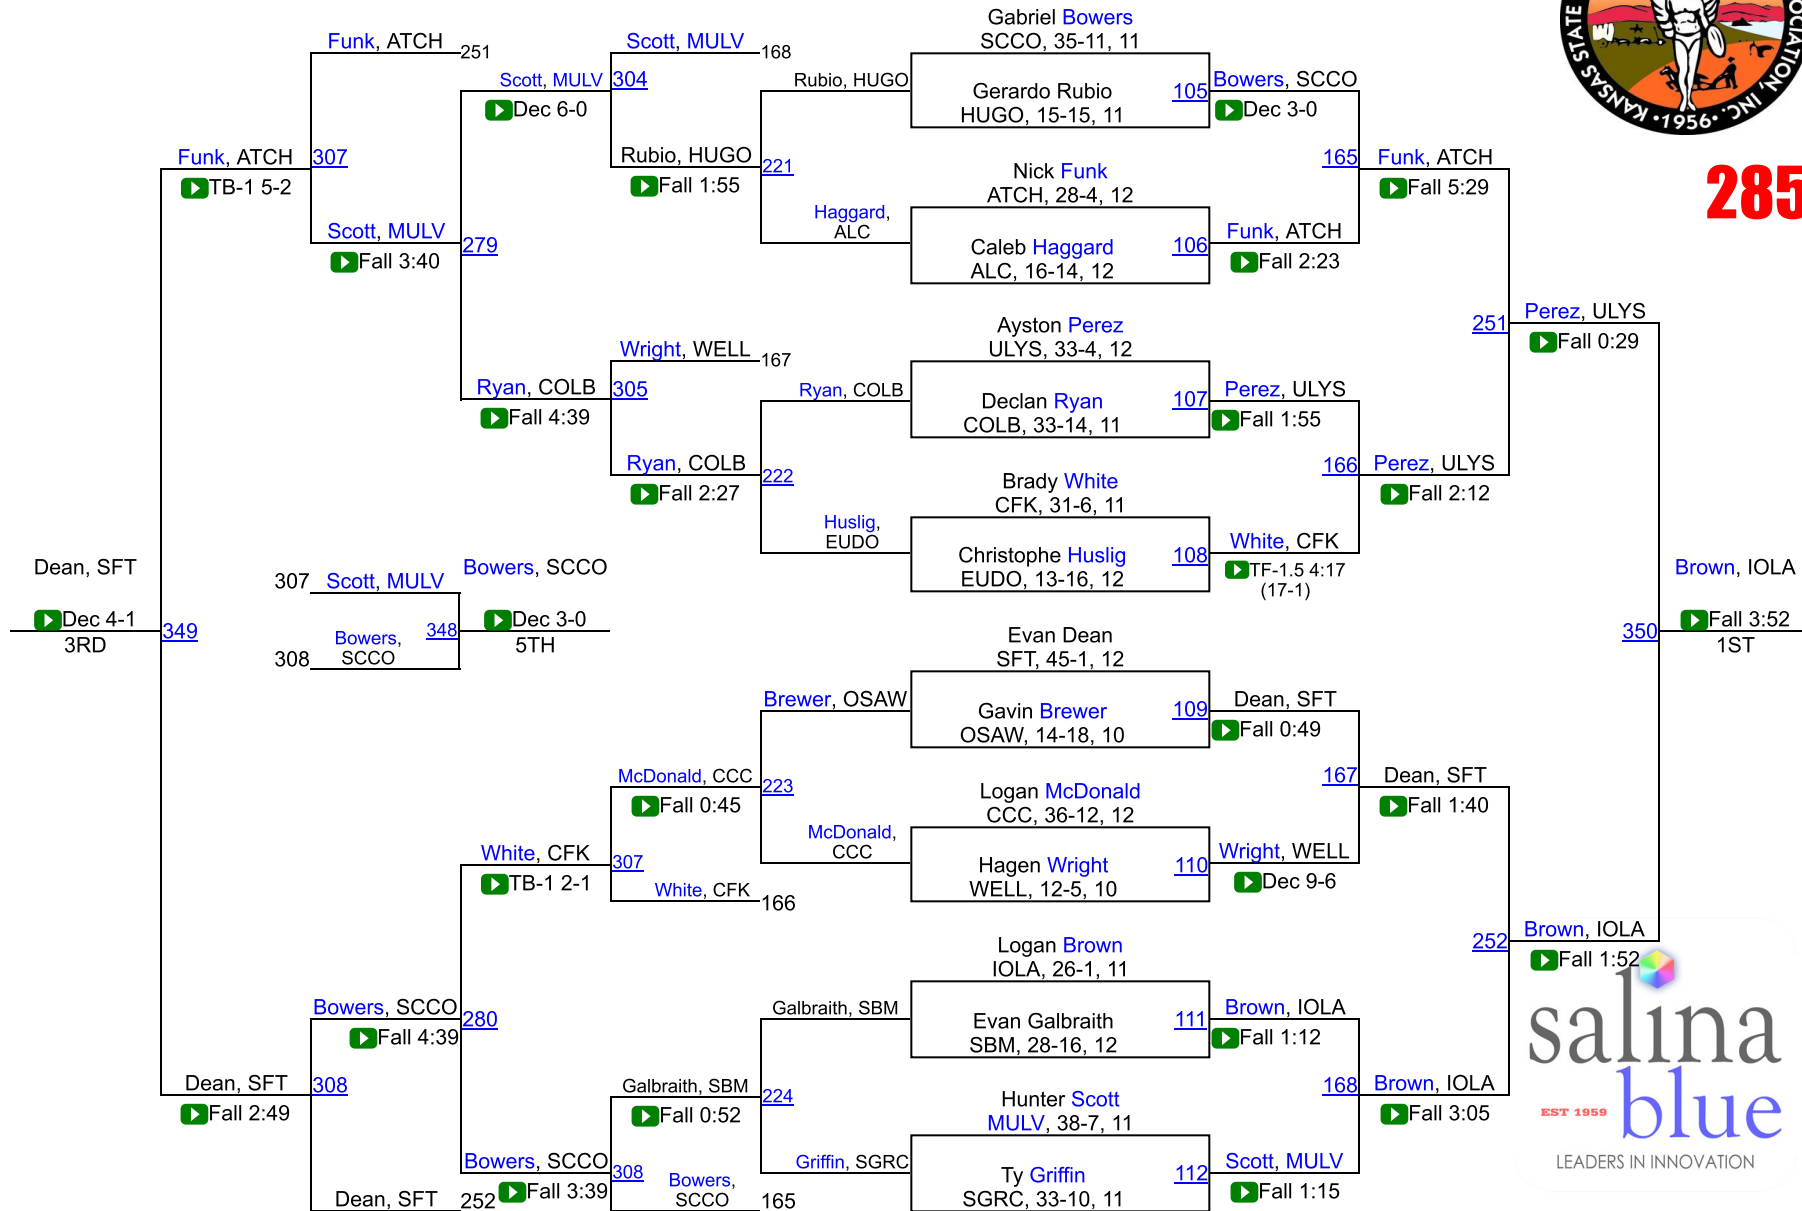 Funk, ATCH
251
Scott, MULV
168
Gabriel Bowers
SCCO, 35-11, 11
Scott, MULV
304
Dec 6-0
Rubio, HUGO
Gerardo Rubio
HUGO, 15-15, 11
105
Bowers, SCCO
Dec 3-0
KANSAS STATE
OCIATION, INC.
•1956•
285
Funk, ATCH
307
TB-1 5-2
Rubio, HUGO
Fall 1:55
221
Nick Funk
ATCH, 28-4, 12
165
Funk, ATCH
Fall 5:29
Scott, MULV
Fall 3:40
279
Haggard,
ALC
Caleb Haggard
ALC, 16-14, 12
106
Funk, ATCH
Fall 2:23
Wright, WELL
167
Ayston Perez
ULYS, 33-4, 12
251
Perez, ULYS
Fall 0:29
Ryan, COLB
305
Fall 4:39
Ryan, COLB
Declan Ryan
COLB, 33-14, 11
107
Perez, ULYS
Fall 1:55
Ryan, COLB
Fall 2:27
222
Brady White
CFK, 31-6, 11
166
Perez, ULYS
Fall 2:12
Huslig,
EUDO
Christophe Huslig
EUDO, 13-16, 12
108
White, CFK
TF-1.5 4:17
(17-1)
Dean, SFT
Dec 4-1
3RD
349
307
Scott, MULV
308
Bowers,
SCCO
348
Bowers, SCCO
Dec 3-0
5TH
Brown, IOLA
350
Fall 3:52
1ST
Evan Dean
SFT, 45-1, 12
Brewer, OSAW
Gavin Brewer
OSAW, 14-18, 10
109
Dean, SFT
Fall 0:49
McDonald, CCC
Fall 0:45
223
Logan McDonald
CCC, 36-12, 12
167
Dean, SFT
Fall 1:40
White, CFK
307
TB-1 2-1
McDonald,
CCC
Hagen Wright
WELL, 12-5, 10
110
Wright, WELL
Dec 9-6
White, CFK
166
Logan Brown
IOLA, 26-1, 11
252
Brown, IOLA
Fall 1:52
Bowers, SCCO
280
Fall 4:39
Galbraith, SBM
Evan Galbraith
SBM, 28-16, 12
111
Brown, IOLA
Fall 1:12
Dean, SFT
308
Fall 2:49
Galbraith, SBM
Fall 0:52
224
Hunter Scott
MULV, 38-7, 11
168
Brown, IOLA
Fall 3:05
Bowers, SCCO
308
Fall 3:39
Griffin, SGRC
Ty Griffin
SGRC, 33-10, 11
112
Scott, MULV
Fall 1:15
Dean, SFT
252
Bowers,
SCCO
165
salina
EST 1959
blue
LEADERS IN INNOVATION